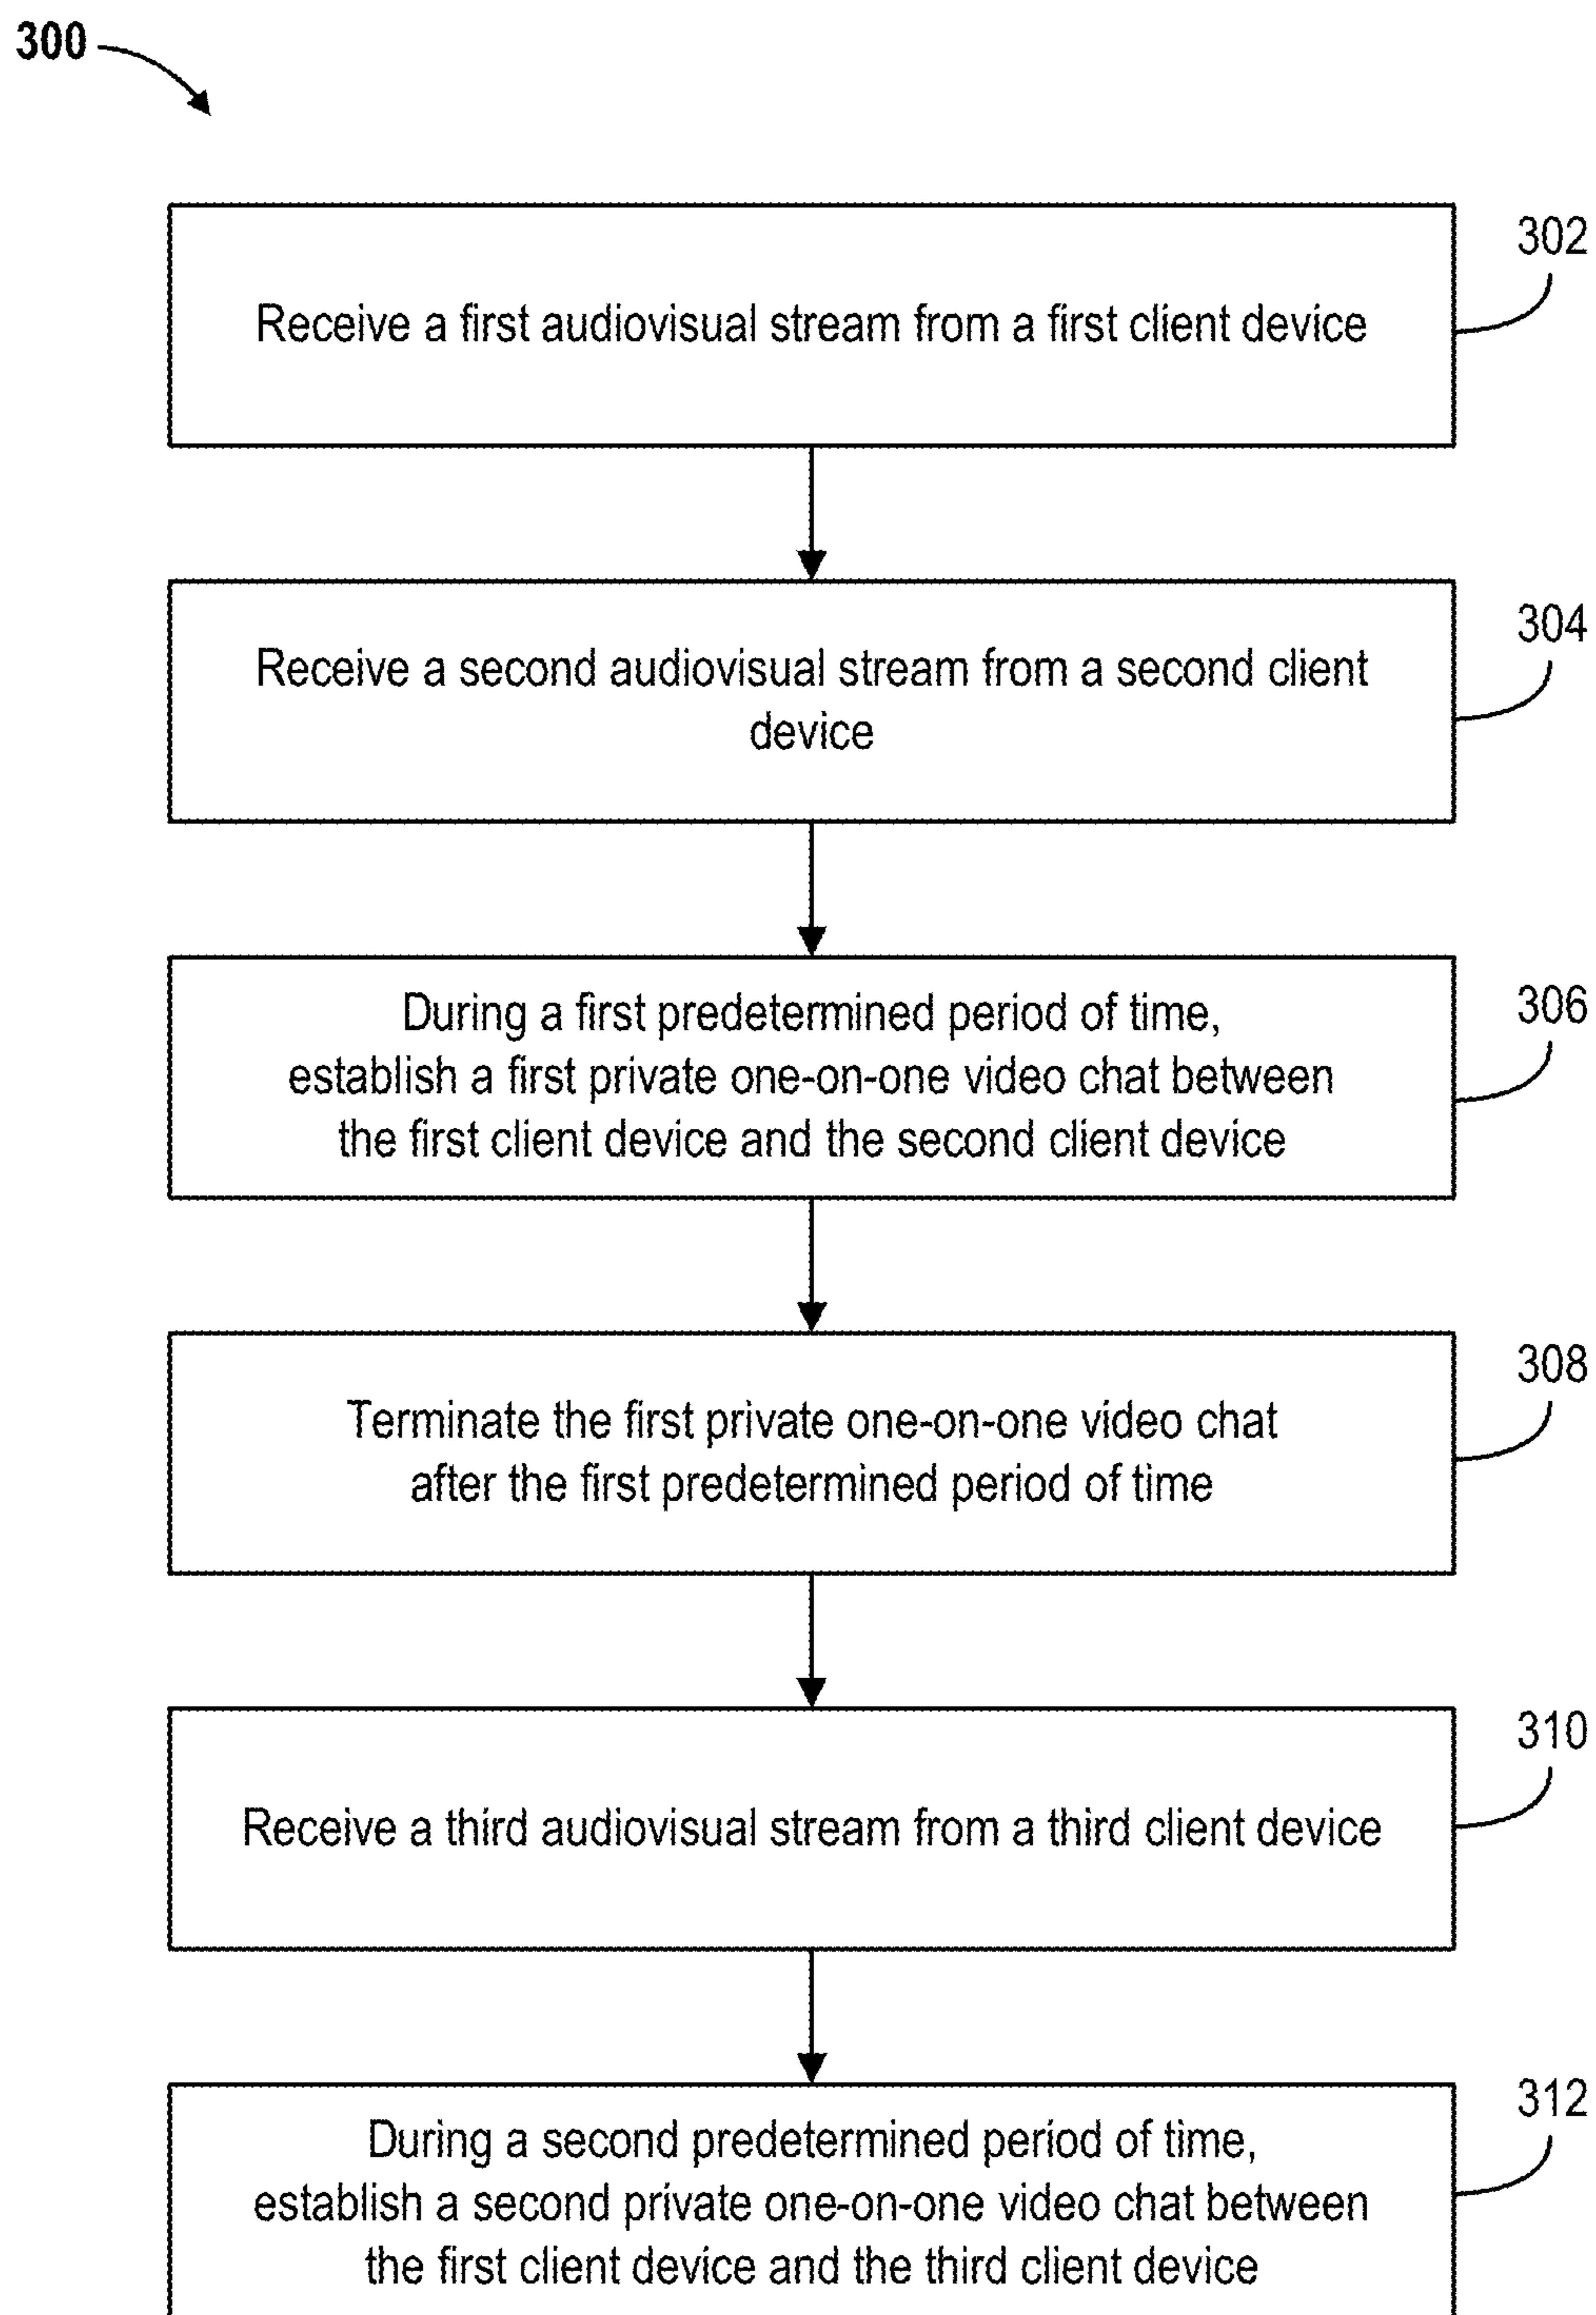 300
302
Receive a first audiovisual stream from a first client device
304
Receive a second audiovisual stream from a second client
device
306
During a first predetermined period of time,
establish a first private one-on-one video chat between
the first client device and the second client device
308
Terminate the first private one-on-one video chat
after the first predetermined period of time
310
Receive a third audiovisual stream from a third client device
312
During a second predetermined period of time,
establish a second private one-on-one video chat between
the first client device and the third client device